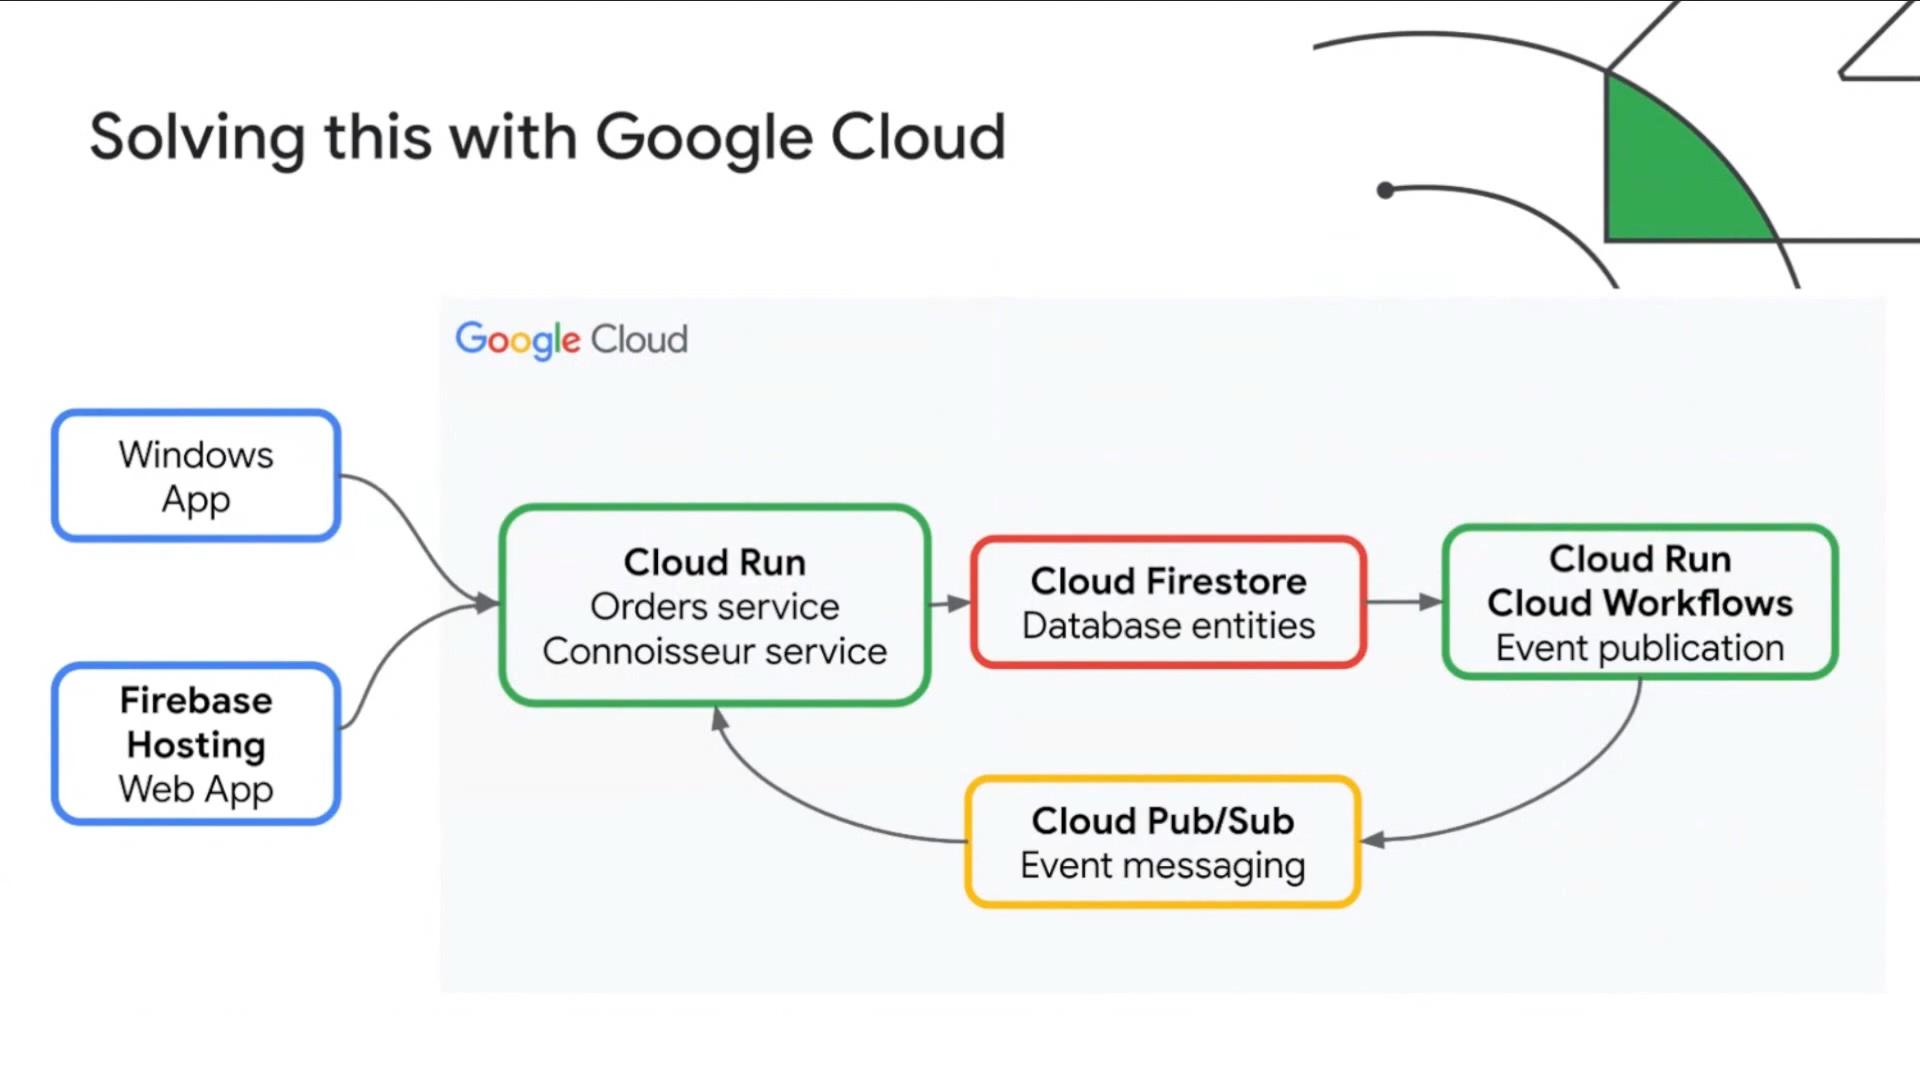 Solving this with Google Cloud
Google Cloud
Windows
App
Firebase
Hosting
Web App
Cloud Run
Orders service
Connoisseur service
Cloud Firestore
Database entities
Cloud Run
Cloud Workflows
Event publication
Cloud Pub/Sub
Event messaging